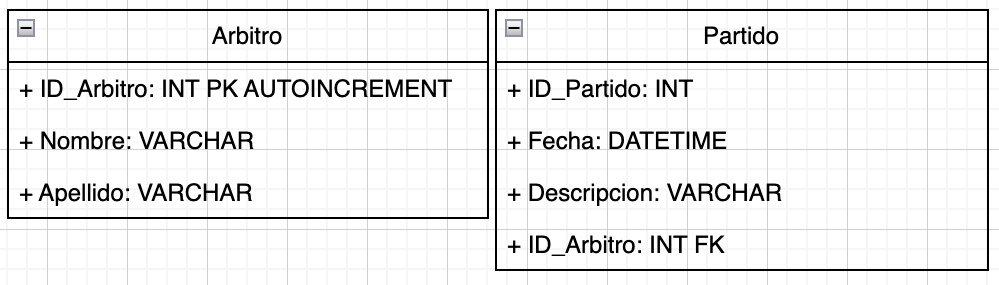 Arbitro
+ ID_Arbitro: INT PK AUTOINCREMENT
+ Nombre: VARCHAR
+ Apellido: VARCHAR
Partido
+ ID_Partido: INT
+ Fecha: DATETIME
+ Descripcion: VARCHAR
+ ID_Arbitro: INT FK